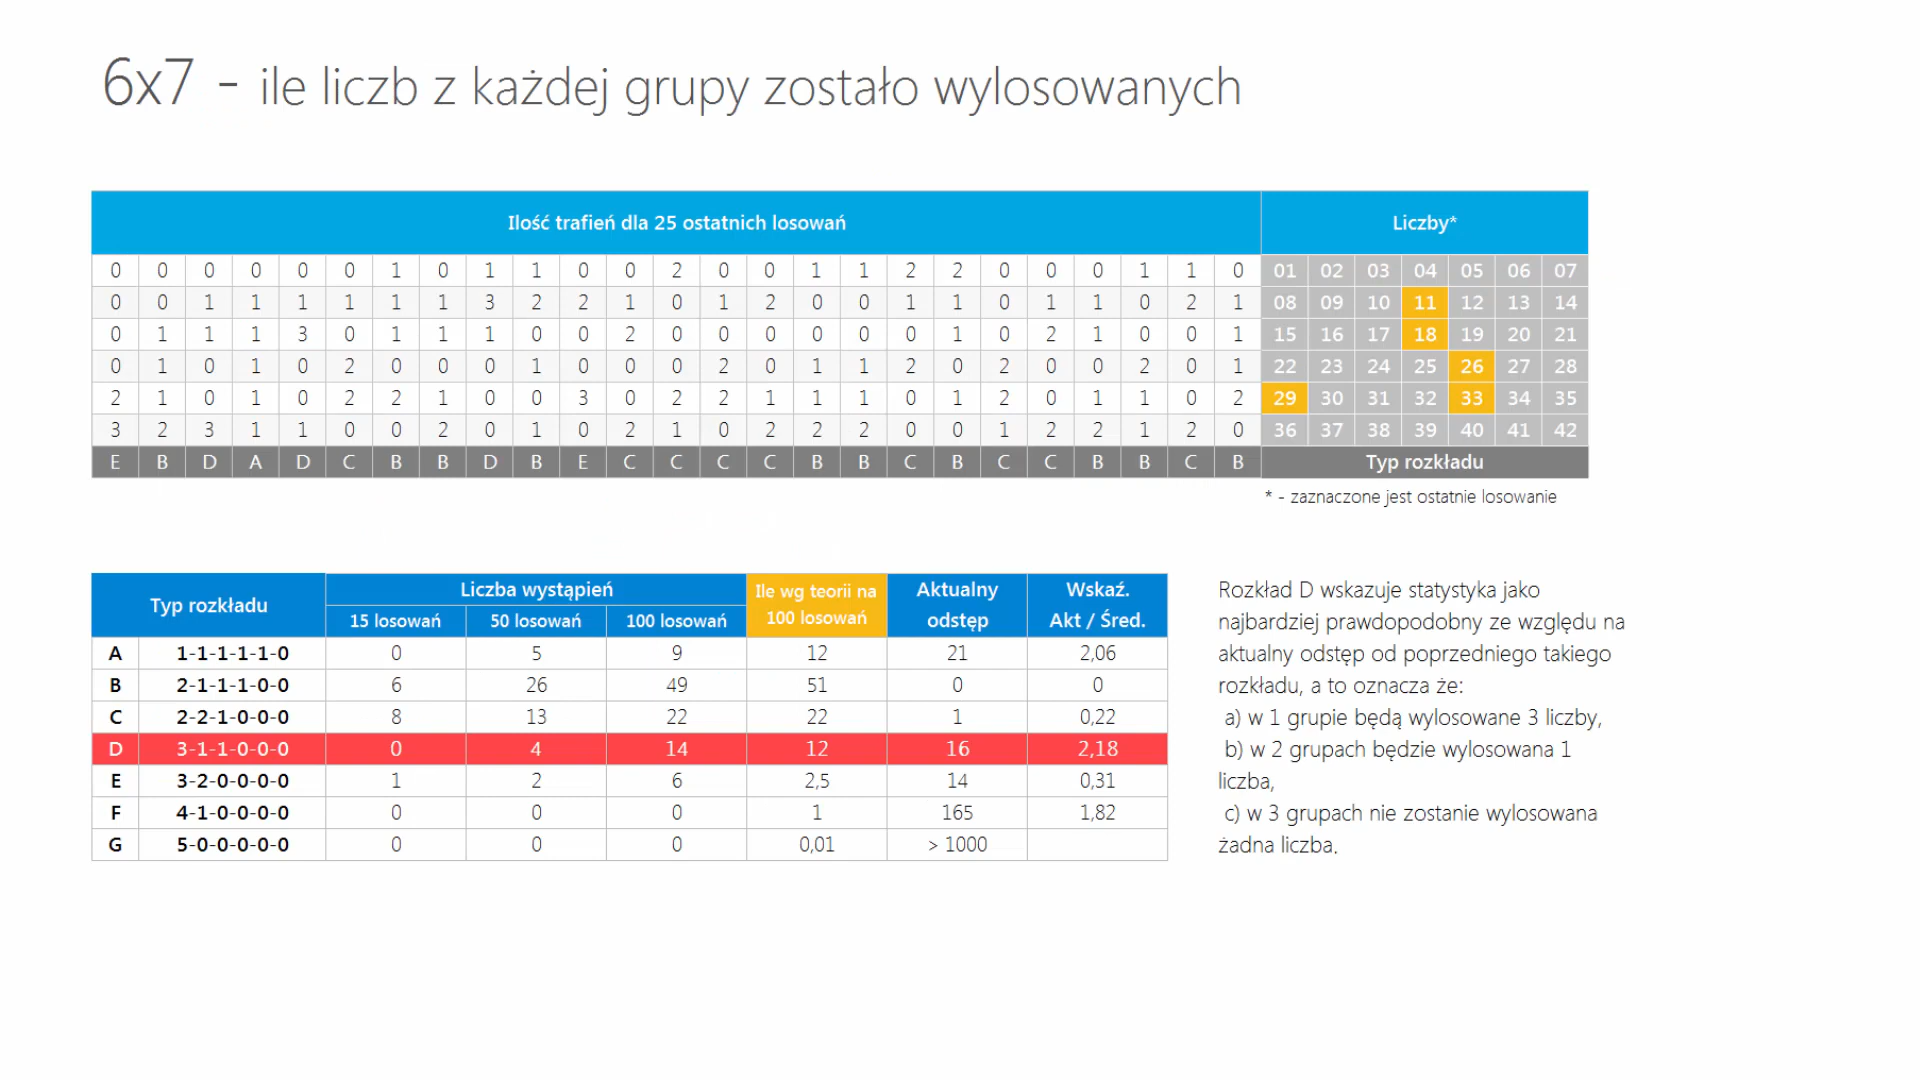 6x7 - ile liczb z każdej grupy zostało wylosowanych
Ilość trafień dla 25 ostatnich losowań Liczby*
0 0 0 0 0 0 1 0 1 1 0 0 2 0 0 1 1 2 2 0 0 0 1 1 0 01 02 03 04 05 06 07
0 0 1 1 1 1 1 1 3 2 2 1 0 1 2 0 0 1 1 0 1 1 0 2 1 08 09 10 11 12 13 14
0 1 1 1 3 0 1 1 1 0 0 2 0 0 0 0 0 0 1 0 2 1 0 0 1 15 16 17 18 19 20 21
0 1 0 1 0 2 0 0 0 1 0 0 0 2 0 1 1 2 0 2 0 0 2 0 1 22 23 24 25 26 27 28
2 1 0 1 0 2 2 1 0 0 3 0 2 2 1 1 1 0 1 2 0 1 1 0 2 29 30 31 32 33 34 35
3 2 3 1 1 0 0 2 0 1 0 2 1 0 2 2 2 0 0 1 2 2 1 2 0 36 37 38 39 40 41 42
E B D A D C B B D B E C C C C B B C B C C B B C B Typ rozkładu
* - zaznaczone jest ostatnie losowanie
Typ rozkładu Liczba wystąpień Ile wg teorii na 100 losowań Aktualny odstęp Wskaź. Akt / Śred.
15 losowań 50 losowań 100 losowań
A 1-1-1-1-1-0 0 5 9 12 21 2,06
B 2-1-1-1-0-0 6 26 49 51 0 0
C 2-2-1-0-0-0 8 13 22 22 1 0,22
D 3-1-1-0-0-0 0 4 14 12 16 2,18
E 3-2-0-0-0-0 1 2 6 2,5 14 0,31
F 4-1-0-0-0-0 0 0 0 1 165 1,82
G 5-0-0-0-0-0 0 0 0 0,01 > 1000
Rozkład D wskazuje statystyka jako
najbardziej prawdopodobny ze względu na
aktualny odstęp od poprzedniego takiego
rozkładu, a to oznacza że:
a) w 1 grupie będą wylosowane 3 liczby,
b) w 2 grupach będzie wylosowana 1
liczba,
c) w 3 grupach nie zostanie wylosowana
żadna liczba.